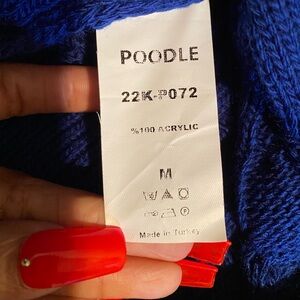 POODLE
22K-P072
%100 ACRYLIC
M
Made in Turkey